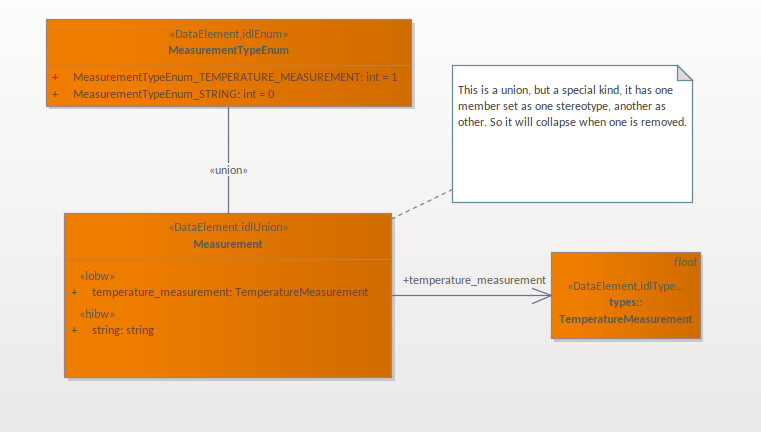 «DataElement,idlEnum»
MeasurementTypeEnum
+ MeasurementTypeEnum_TEMPERATURE_MEASUREMENT: int = 1
+ MeasurementTypeEnum_STRING: int = 0
This is a union, but a special kind, it has one
member set as one stereotype, another as
other. So it will collapse when one is removed.
«union»
«DataElement,idlUnion»
Measurement
«lobw»
+ temperature_measurement: TemperatureMeasurement
«hibw»
+ string: string
+temperature_measurement
float
«DataElement,idlType...
types::
TemperatureMeasurement